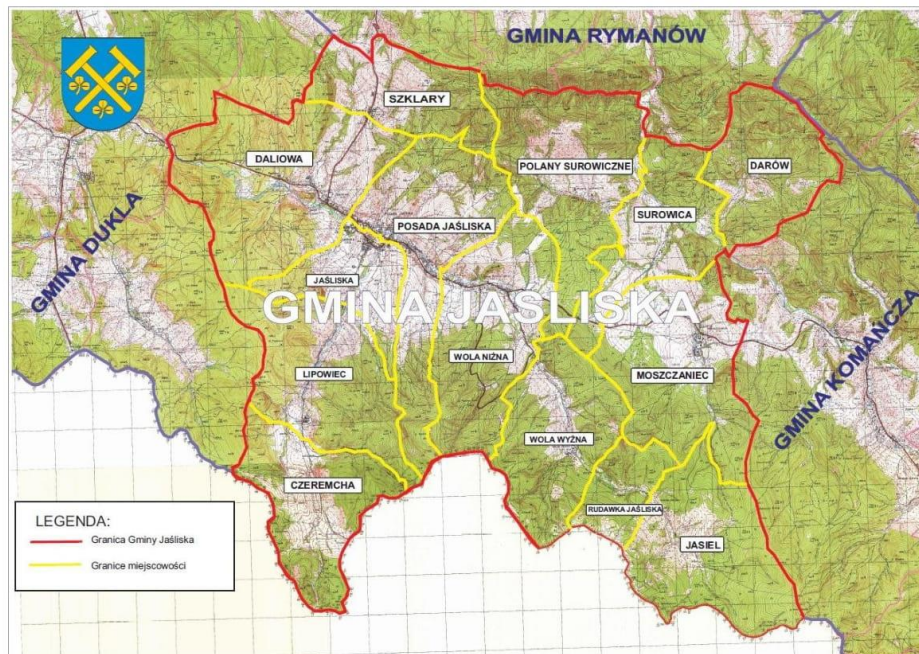 GMINA RYMANÓW
SZKLARY
DALIOWA
POLANY SUROWICZNE
DARÓW
SUROWICA
POSADA JAŚLISKA
GMINA DUKLA
JAŚLISKA
GMINA JAŚLISKA
GMINA KOMAŃCZA
WOLA NIŻNA
LIPOWIEC
MOSZCZANIEC
WOLA WYŻNA
CZEREMCHA
RUDAWKA JAŚLISKA
JASIEL
LEGENDA:
Granica Gminy Jaśliska
Granice miejscowości